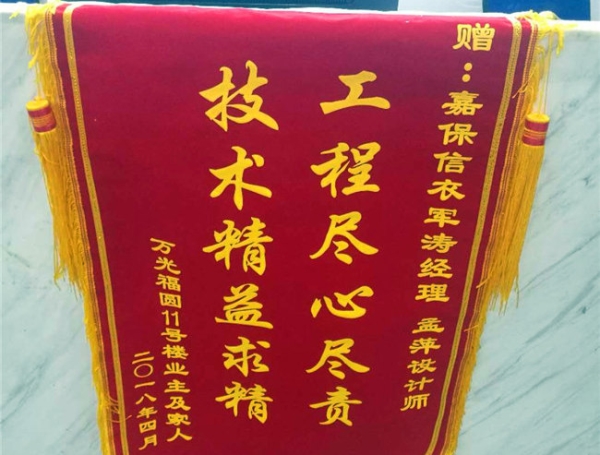 赠：嘉保信衣军涛经理 孟萍设计师
工程尽心尽责
技术精益求精
万光福圆11号楼业主及家人
二〇一八年四月